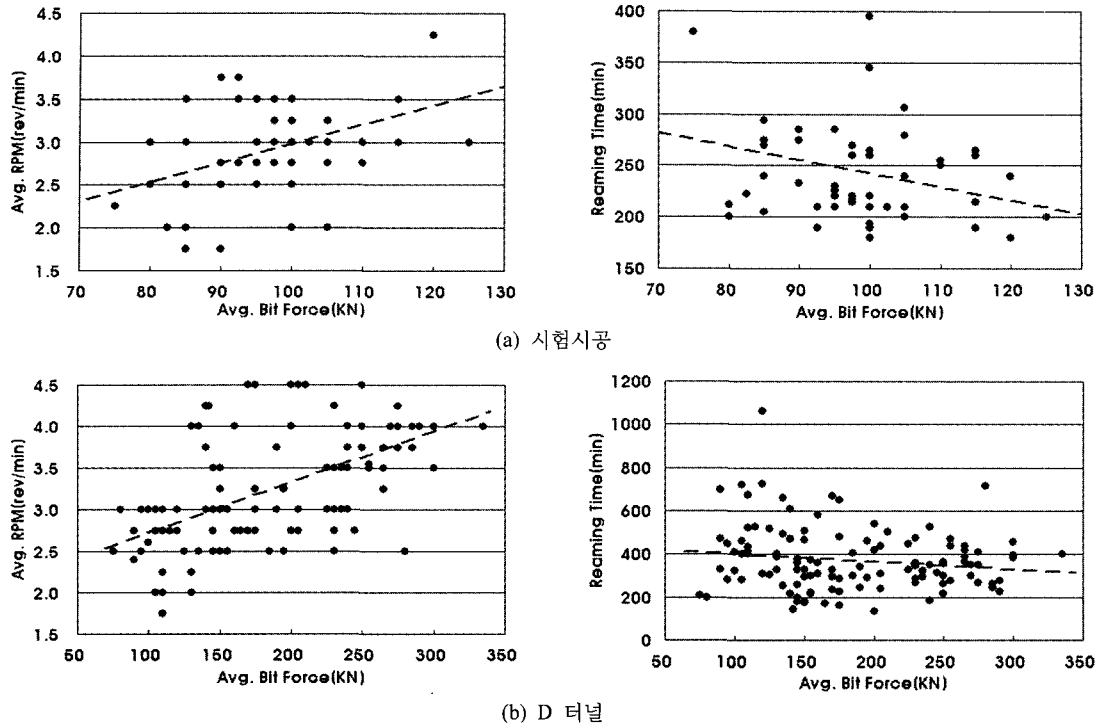 4.5
4.0
3.5
3.0
2.5
2.0
1.5
Avg. RPM(rev/min)
70 80 90 100 110 120 130
Avg. Bit Force(KN)
400
350
300
250
200
150
Reaming Time(min)
70 80 90 100 110 120 130
Avg. Bit Force(KN)
(a) 시험시공
4.5
4.0
3.5
3.0
2.5
2.0
1.5
Avg. RPM(rev/min)
50 100 150 200 250 300 350
Avg. Bit Force(KN)
1200
1000
800
600
400
200
0
Reaming Time(min)
50 100 150 200 250 300 350
Avg. Bit Force(KN)
(b) D 터널